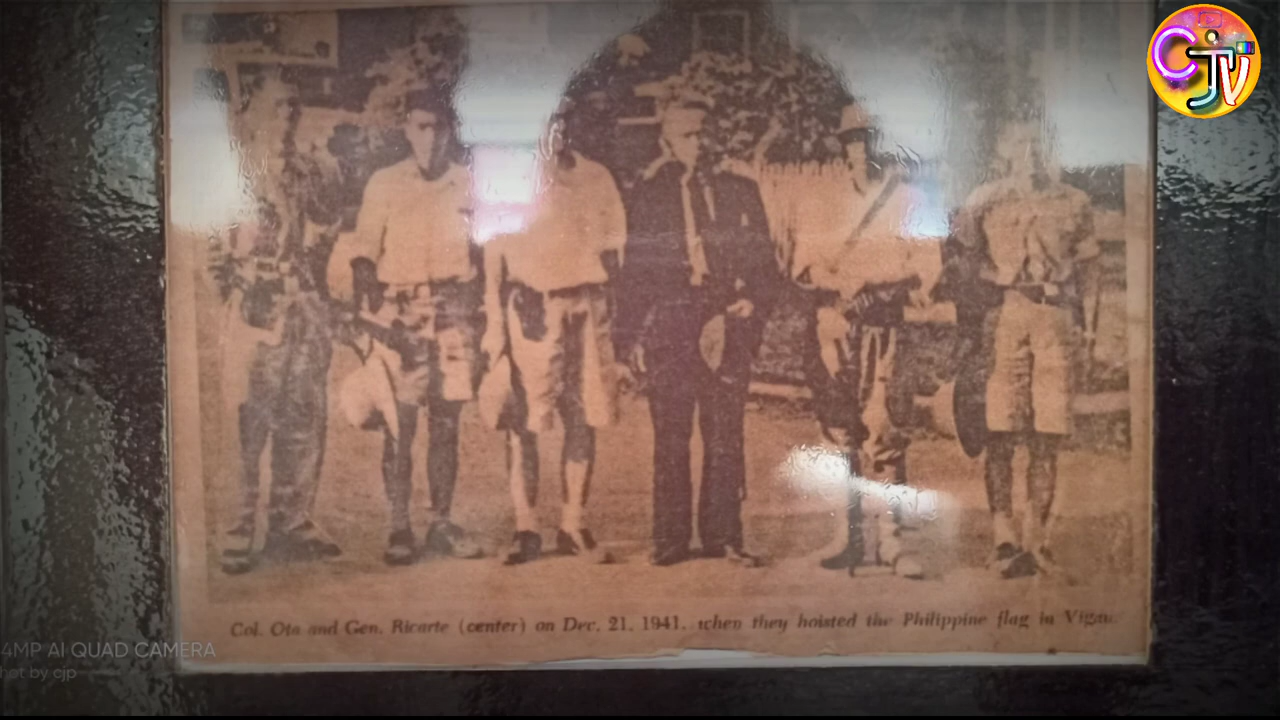 CJTV
Col. Ota and Gen. Ricarte (center) on Dec. 21, 1941, when they hoisted the Philippine flag in Vigan.
4MP AI QUAD CAMERA
hot by cjp